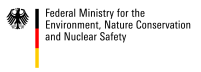 Federal Ministry for the
Environment, Nature Conservation
and Nuclear Safety